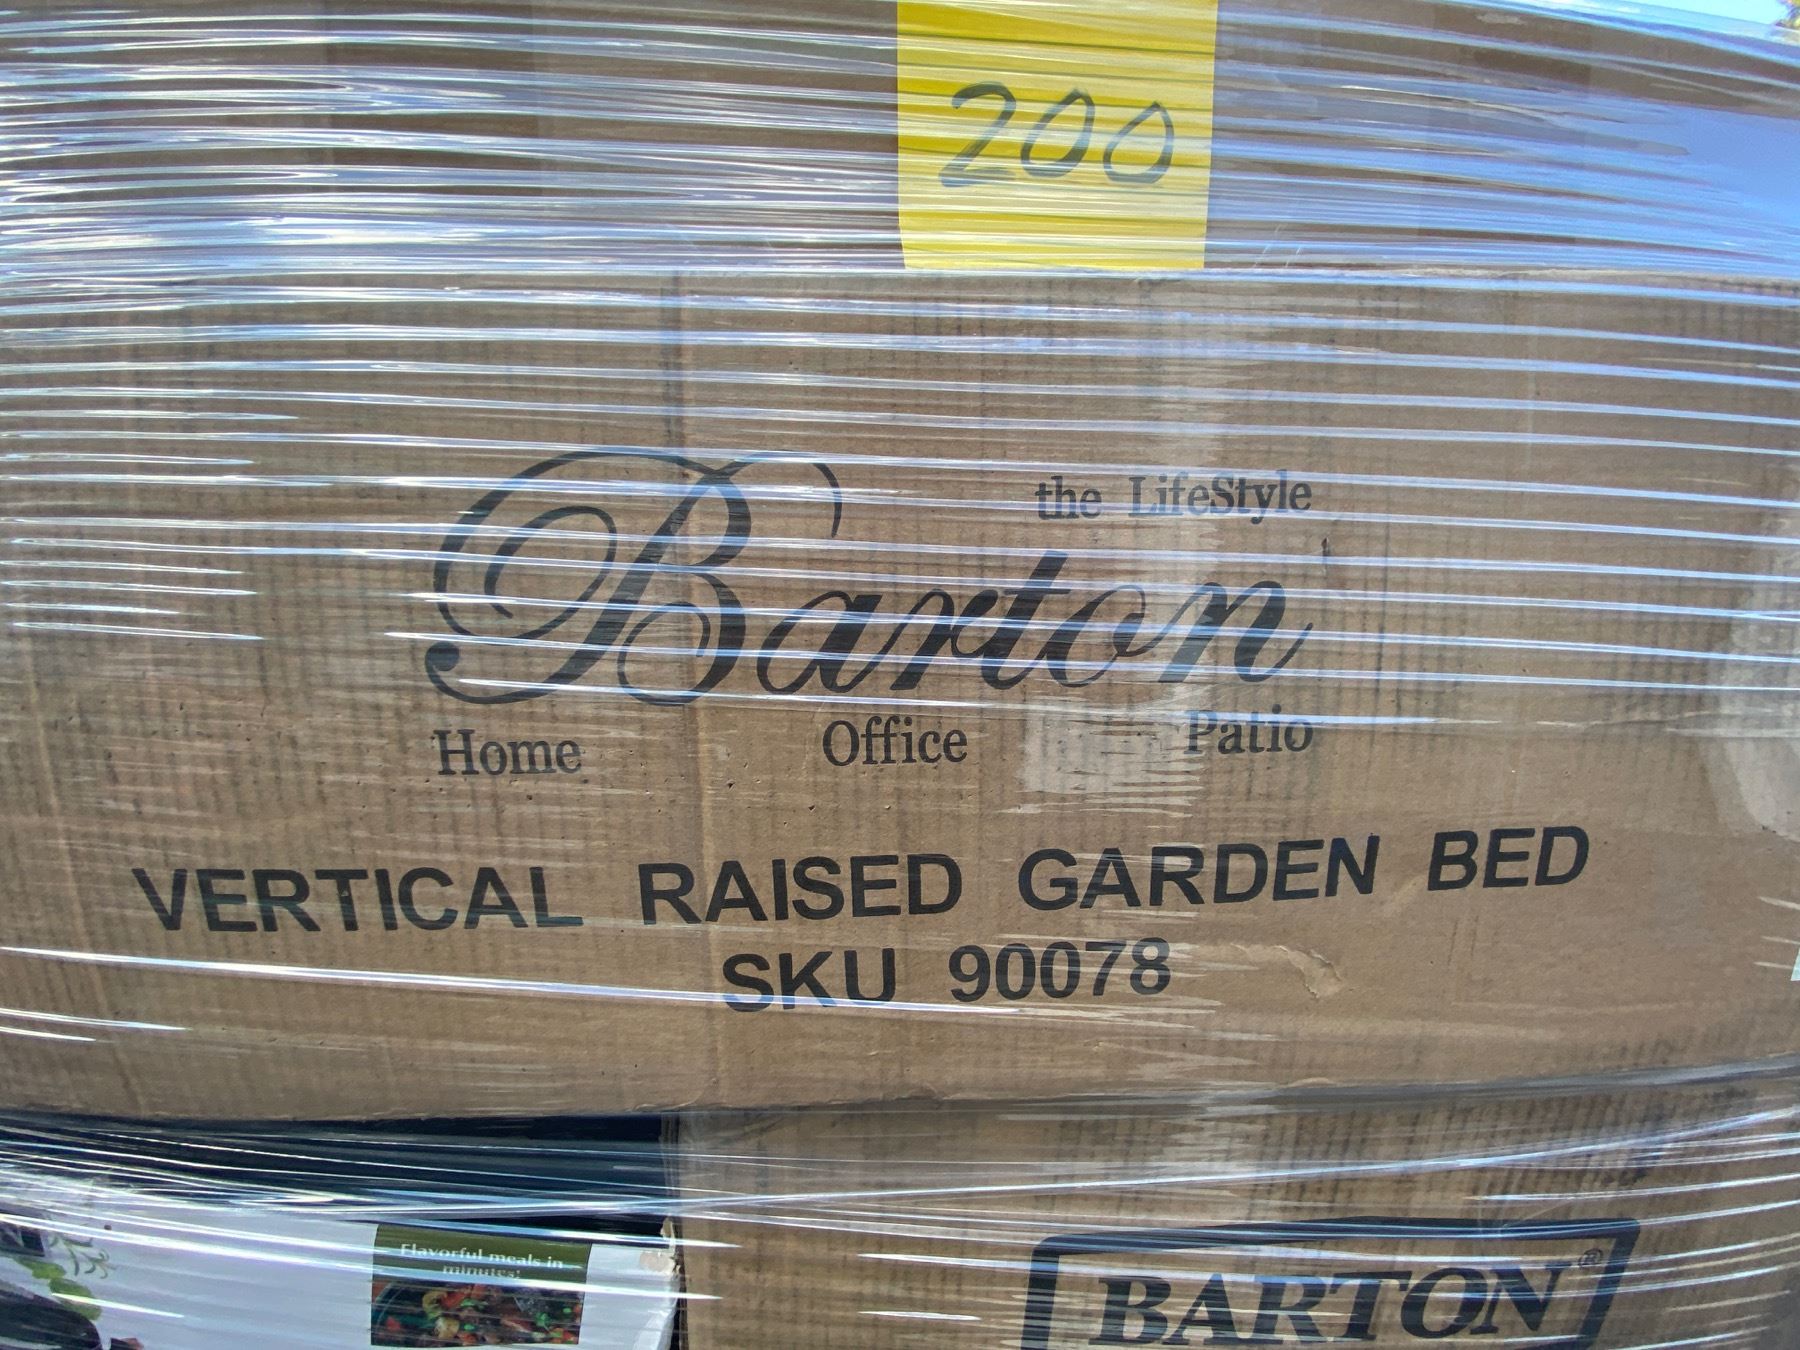 200
the LifeStyle
Barton
Home Office Patio
VERTICAL RAISED GARDEN BED
SKU 90078
Flavorful meals in
minutes!
BARTON®